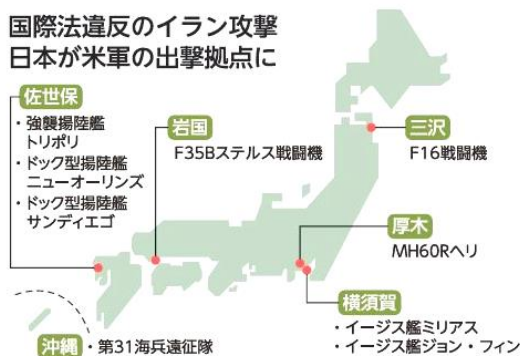 国際法違反のイラン攻撃
日本が米軍の出撃拠点に
佐世保
・強襲揚陸艦
トリポリ
・ドック型揚陸艦
ニューオーリンズ
・ドック型揚陸艦
サンディエゴ
岩国
F35Bステルス戦闘機
三沢
F16戦闘機
厚木
MH60Rヘリ
横須賀
・イージス艦ミリアス
・イージス艦ジョン・フィン
沖縄
・第31海兵遠征隊